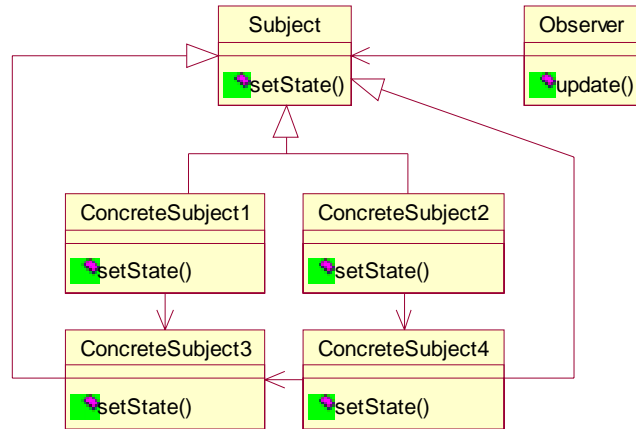 Subject
Observer
setState()
update()
ConcreteSubject1
ConcreteSubject2
setState()
setState()
ConcreteSubject3
ConcreteSubject4
setState()
setState()